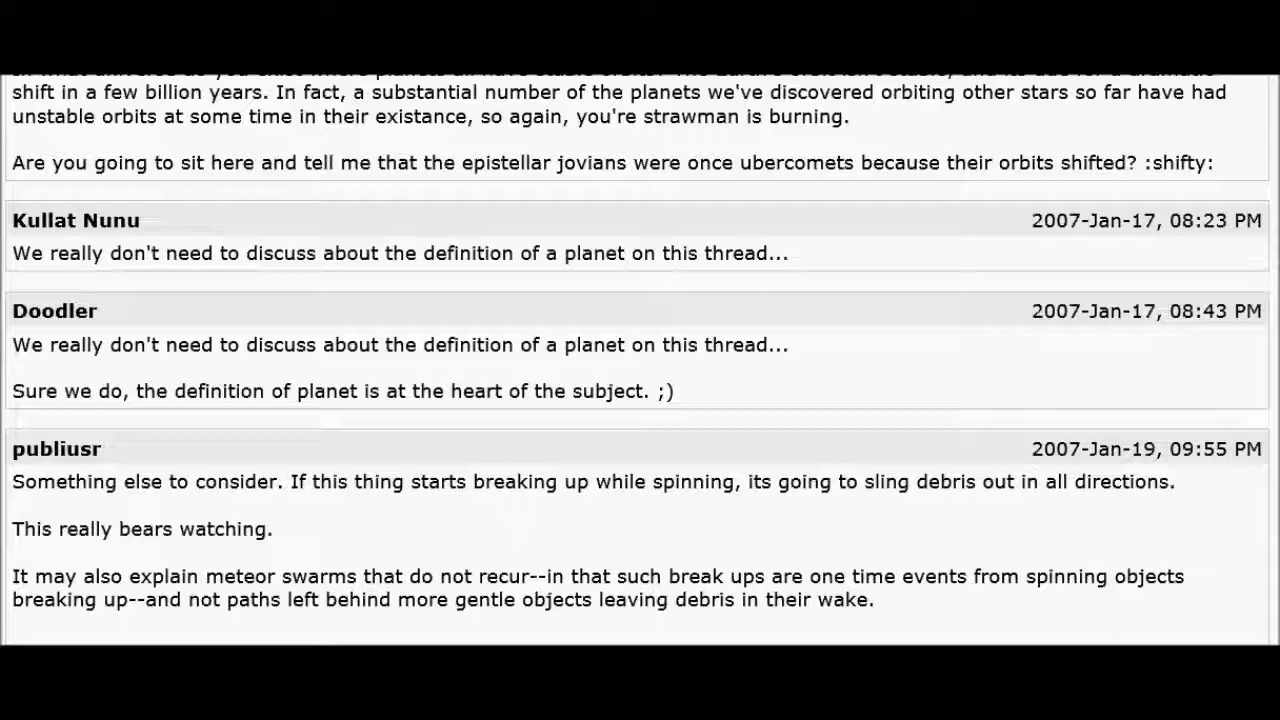 shift in a few billion years. In fact, a substantial number of the planets we've discovered orbiting other stars so far have had
unstable orbits at some time in their existance, so again, you're strawman is burning.
Are you going to sit here and tell me that the epistellar jovians were once ubercomets because their orbits shifted? :shifty:
Kullat Nunu 2007-Jan-17, 08:23 PM
We really don't need to discuss about the definition of a planet on this thread...
Doodler 2007-Jan-17, 08:43 PM
We really don't need to discuss about the definition of a planet on this thread...
Sure we do, the definition of planet is at the heart of the subject. ;)
publiusr 2007-Jan-19, 09:55 PM
Something else to consider. If this thing starts breaking up while spinning, its going to sling debris out in all directions.
This really bears watching.
It may also explain meteor swarms that do not recur--in that such break ups are one time events from spinning objects
breaking up--and not paths left behind more gentle objects leaving debris in their wake.